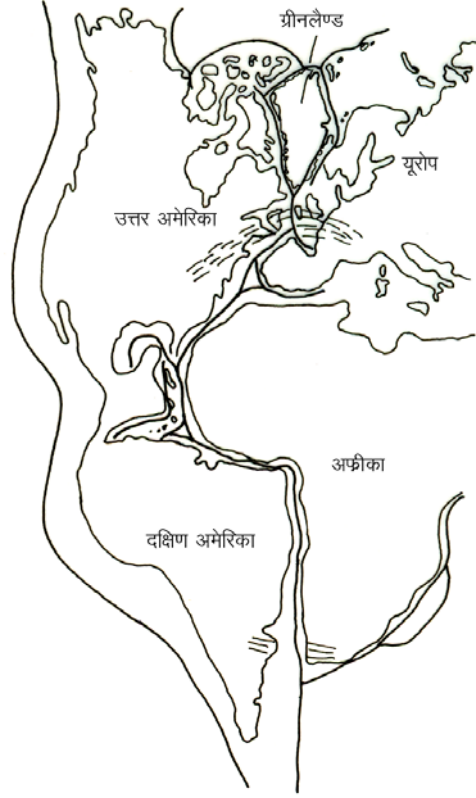 ग्रीनलैण्ड
यूरोप
उत्तर अमेरिका
अफ्रीका
दक्षिण अमेरिका